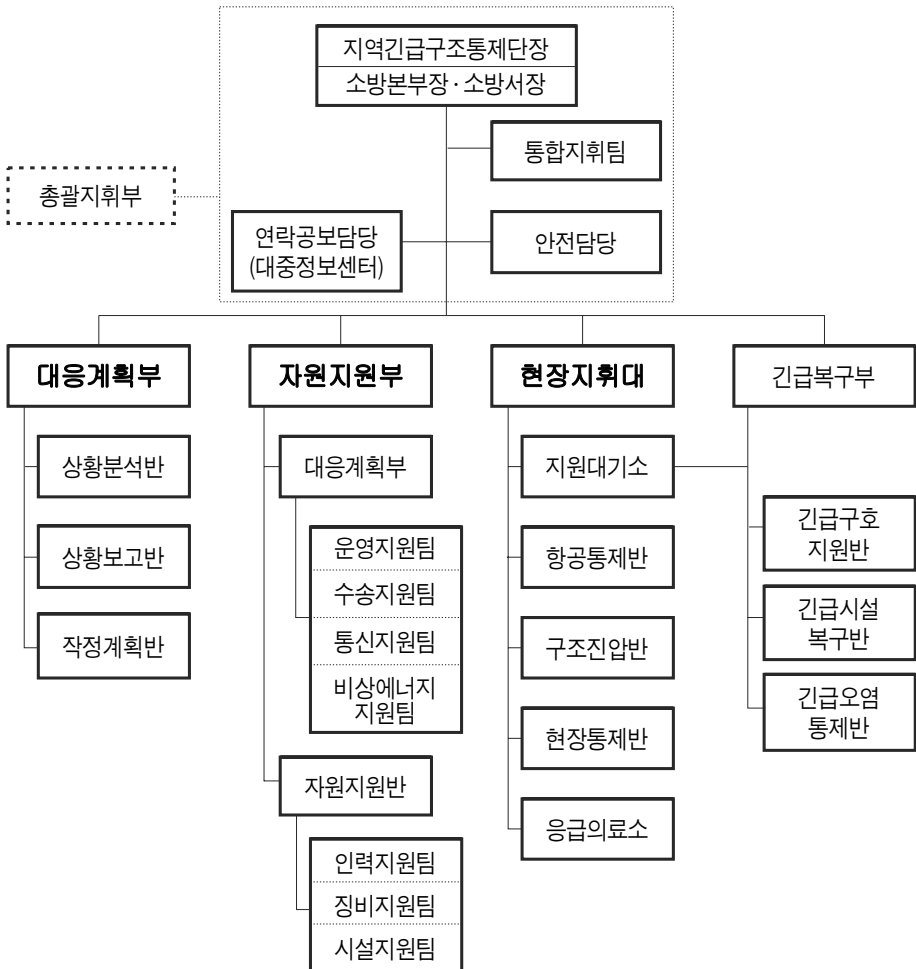 지역긴급구조통제단장
소방본부장 · 소방서장
통합지휘팀
총괄지휘부
연락공보담당
(대중정보센터)
안전담당
대응계획부
자원지원부
현장지휘대
긴급복구부
상황분석반
상황보고반
작정계획반
대응계획부
운영지원팀
수송지원팀
통신지원팀
비상에너지
지원팀
자원지원반
인력지원팀
징비지원팀
시설지원팀
지원대기소
항공통제반
구조진압반
현장통제반
응급의료소
긴급구호
지원반
긴급시설
복구반
긴급오염
통제반